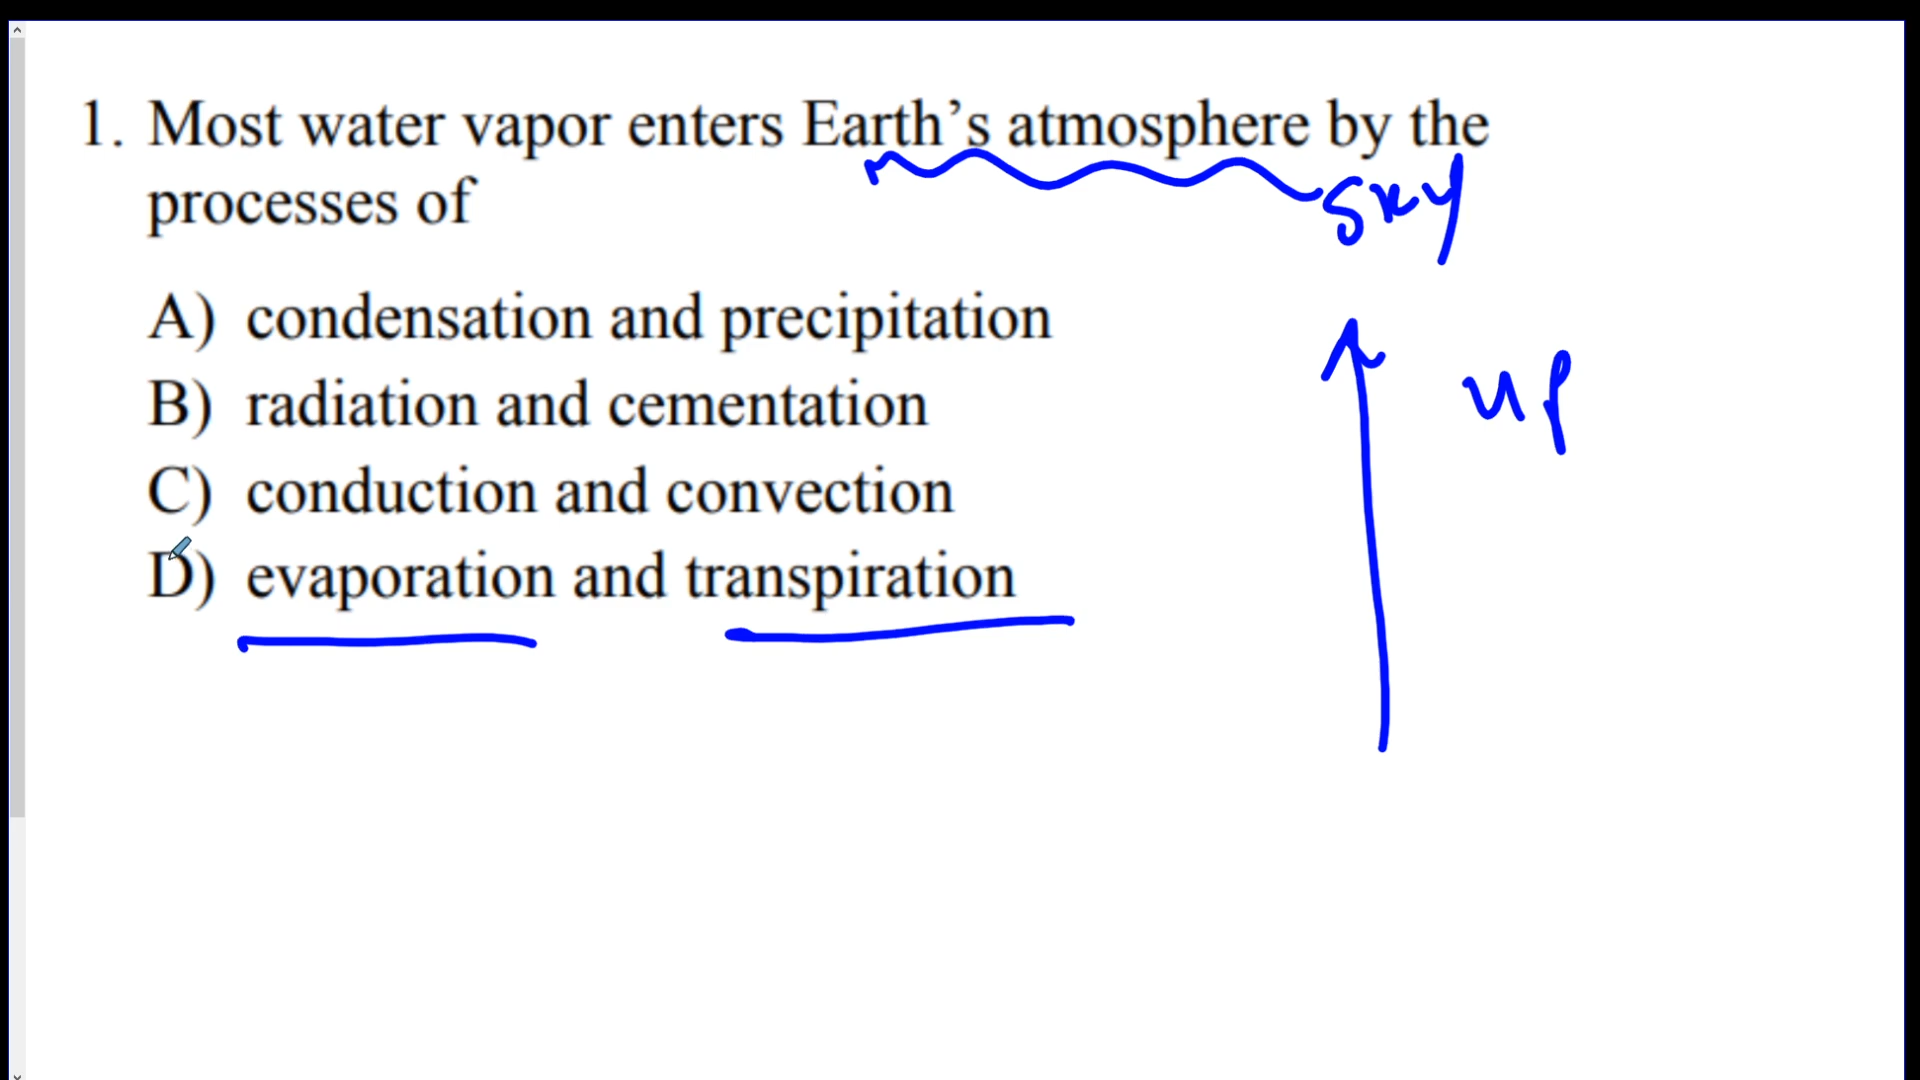 1. Most water vapor enters Earth’s atmosphere by the
processes of
sky
A) condensation and precipitation
up
B) radiation and cementation
C) conduction and convection
D) evaporation and transpiration